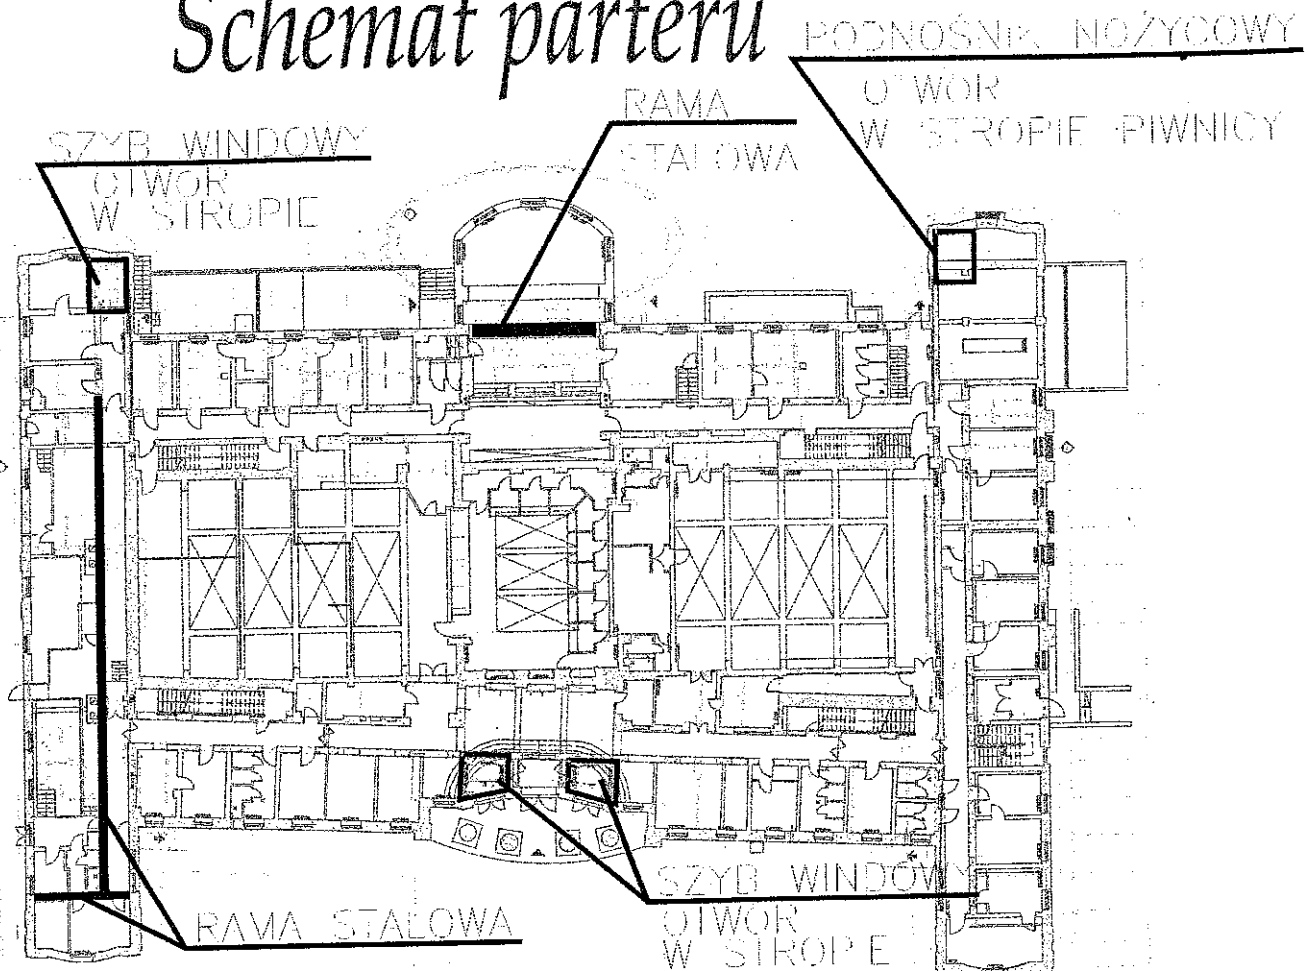 Schemat parteru
PODNOŚNIK NOŻYCOWY
OTWÓR
W STROPIE PIWNICY
RAMA
STALOWA
SZYB WINDOWY
OTWÓR
W STROPIE
SZYB WINDOWY
OTWÓR
W STROPIE
RAMA STALOWA